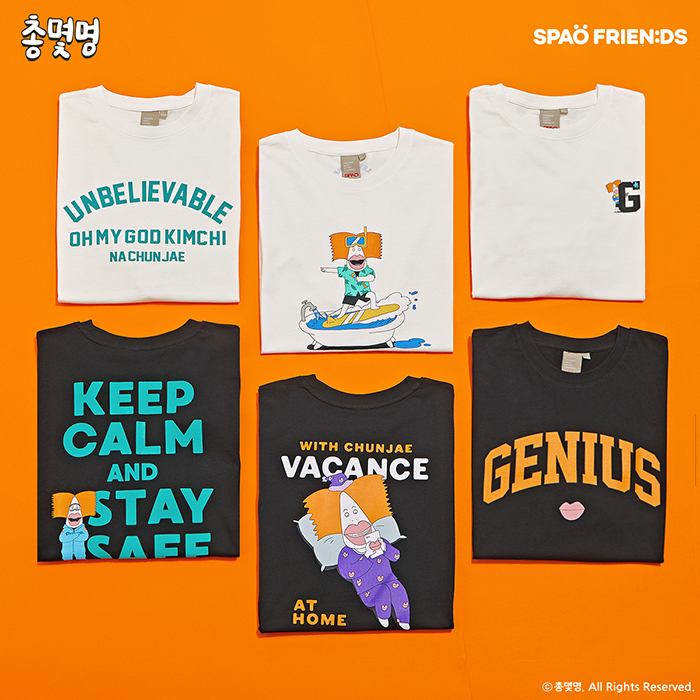 총몇명
SPAÖ FRIEN:DS
UNBELIEVABLE
OH MY GOD KIMCHI
NA CHUNJAE
SPAO
G
KEEP
CALM
AND
STAY
SAFE
WITH CHUNJAE
VACANCE
AT
HOME
GENIUS
©총몇명. All Rights Reserved.